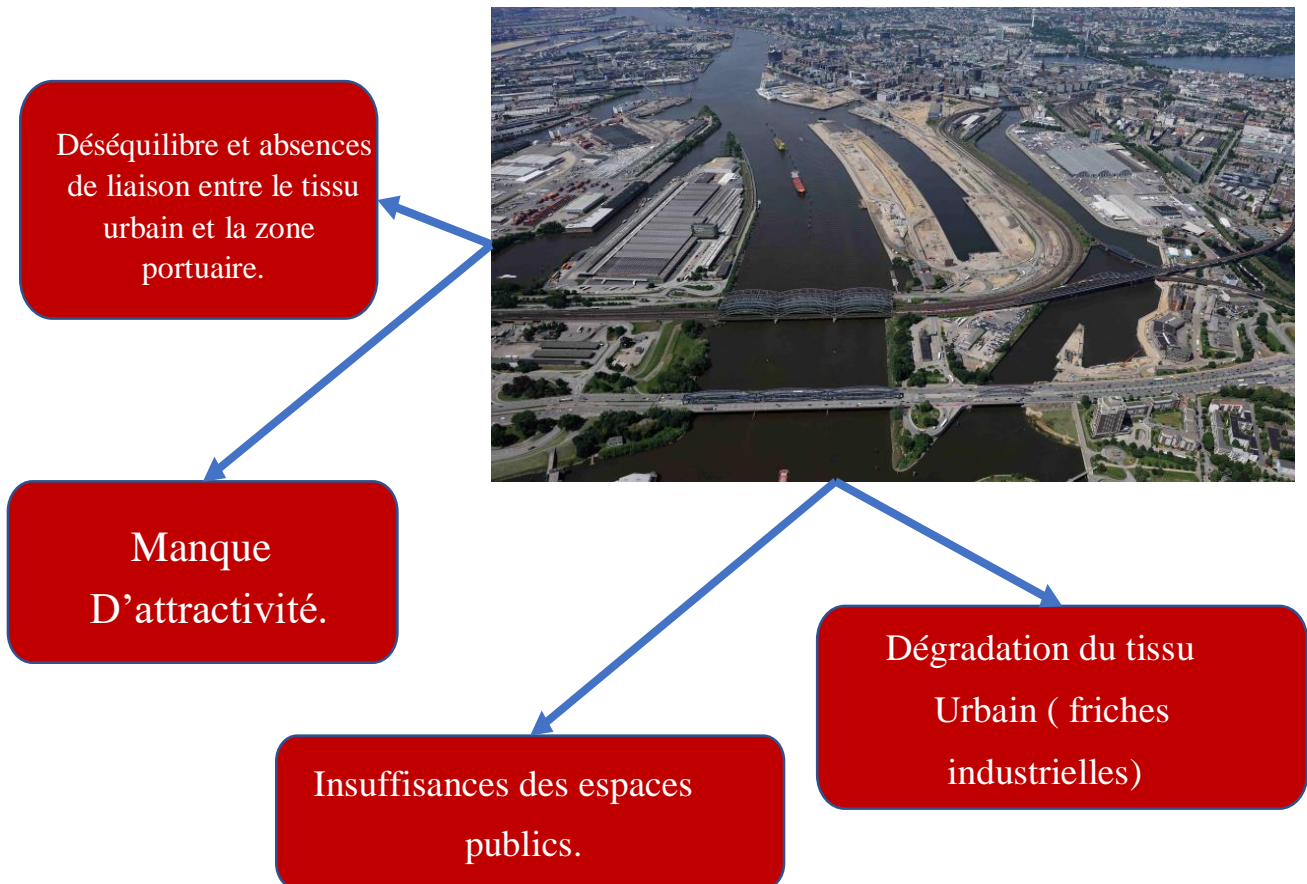 Déséquilibre et absences
de liaison entre le tissu
urbain et la zone
portuaire.
Manque
D’attractivité.
Dégradation du tissu
Urbain ( friches
industrielles)
Insuffisances des espaces
publics.